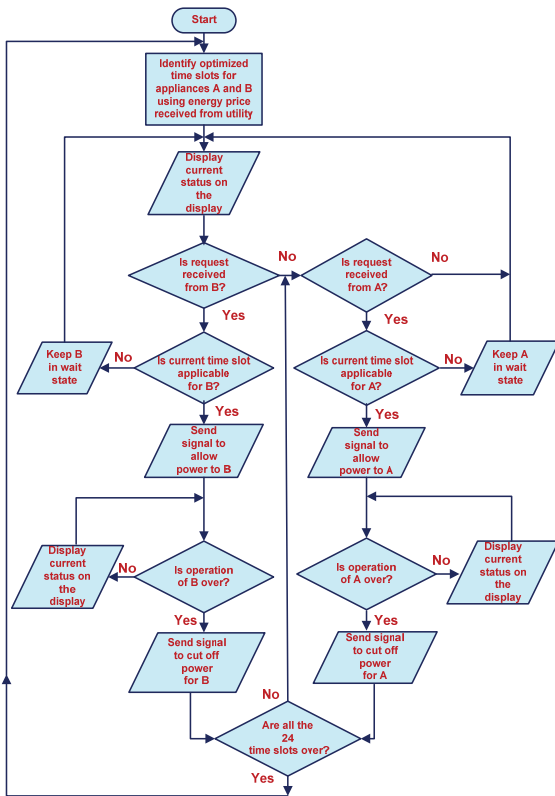 Start
Identify optimized
time slots for
appliances A and B
using energy price
received from utility
Display
current
status on
the
display
Is request
received
from B?
No
Is request
received
from A?
No
Yes
Yes
Keep B
in wait
state
No
Is current time slot
applicable
for B?
Is current time slot
applicable
for A?
No
Keep A
in wait
state
Yes
Yes
Send
signal to
allow
power to B
Send
signal to
allow
power to A
Display
current
status on
the
display
No
Is operation
of B over?
Is operation
of A over?
No
Display
current
status on
the
display
Yes
Yes
Send signal
to cut off
power
for B
Send signal
to cut off
power
for A
No
Are all the
24
time slots over?
Yes